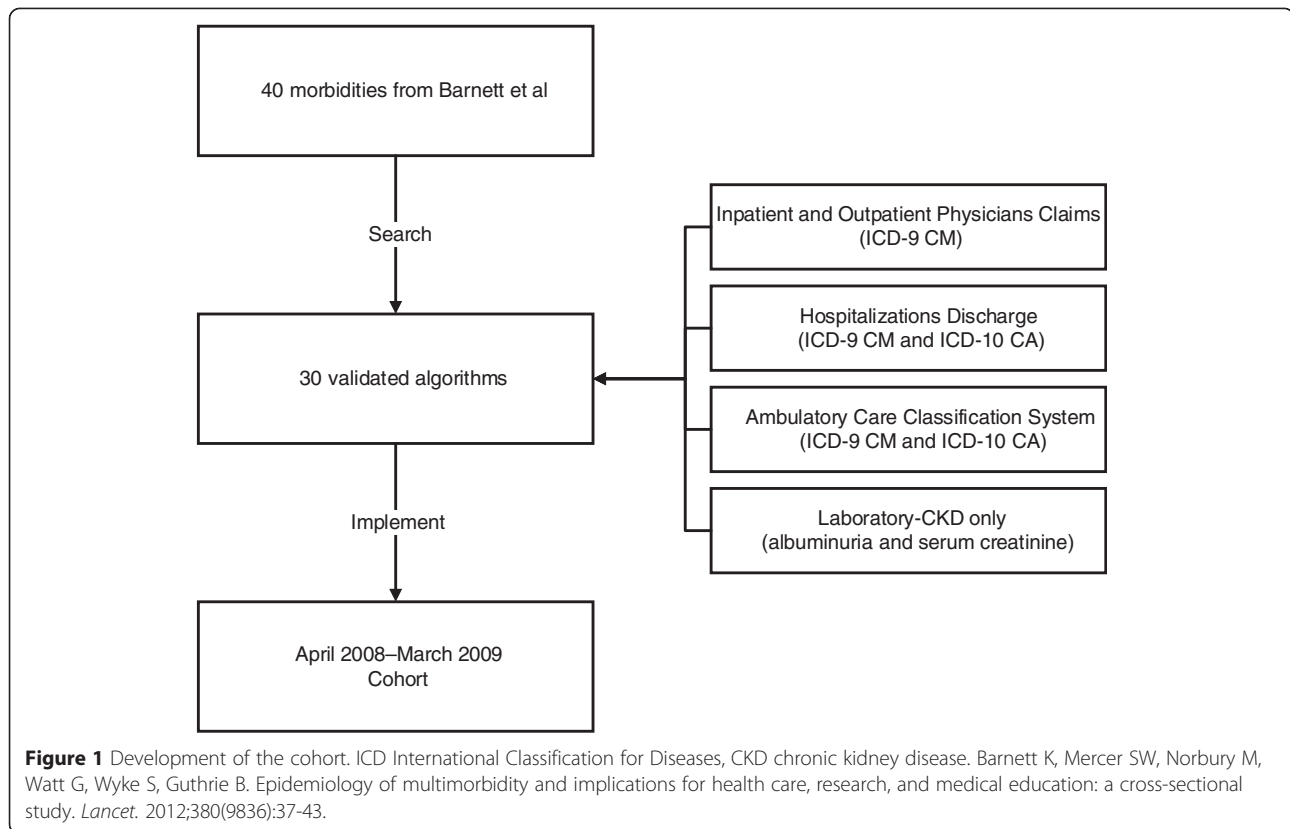 40 morbidities from Barnett et al
Search
30 validated algorithms
Implement
April 2008–March 2009
Cohort
Inpatient and Outpatient Physicians Claims
(ICD-9 CM)
Hospitalizations Discharge
(ICD-9 CM and ICD-10 CA)
Ambulatory Care Classification System
(ICD-9 CM and ICD-10 CA)
Laboratory-CKD only
(albuminuria and serum creatinine)
Figure 1 Development of the cohort. ICD International Classification for Diseases, CKD chronic kidney disease. Barnett K, Mercer SW, Norbury M,
Watt G, Wyke S, Guthrie B. Epidemiology of multimorbidity and implications for health care, research, and medical education: a cross-sectional
study. Lancet. 2012;380(9836):37-43.